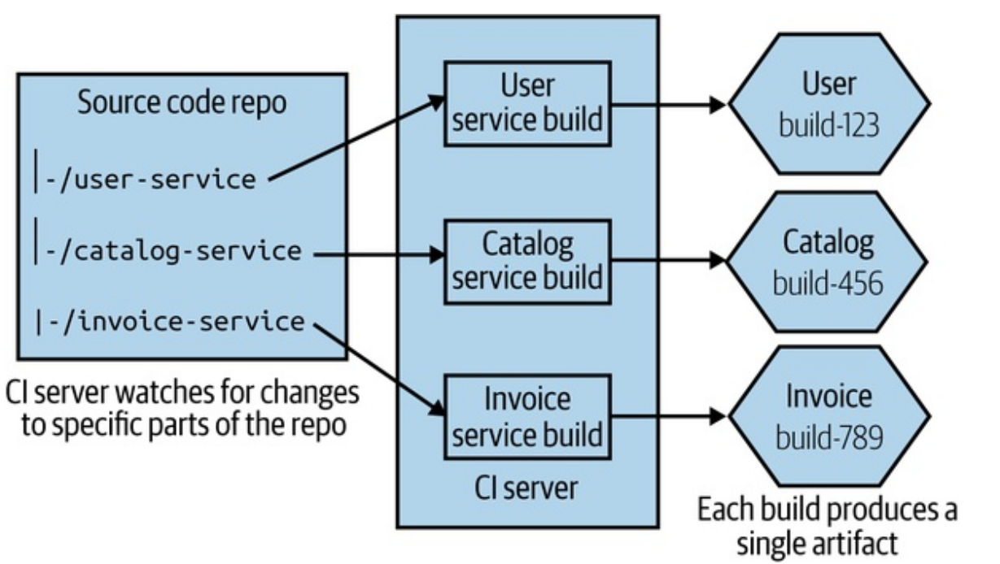 Source code repo
|-/user-service
|-/catalog-service
|-/invoice-service
CI server watches for changes
to specific parts of the repo
User
service build
Catalog
service build
Invoice
service build
CI server
User
build-123
Catalog
build-456
Invoice
build-789
Each build produces a
single artifact